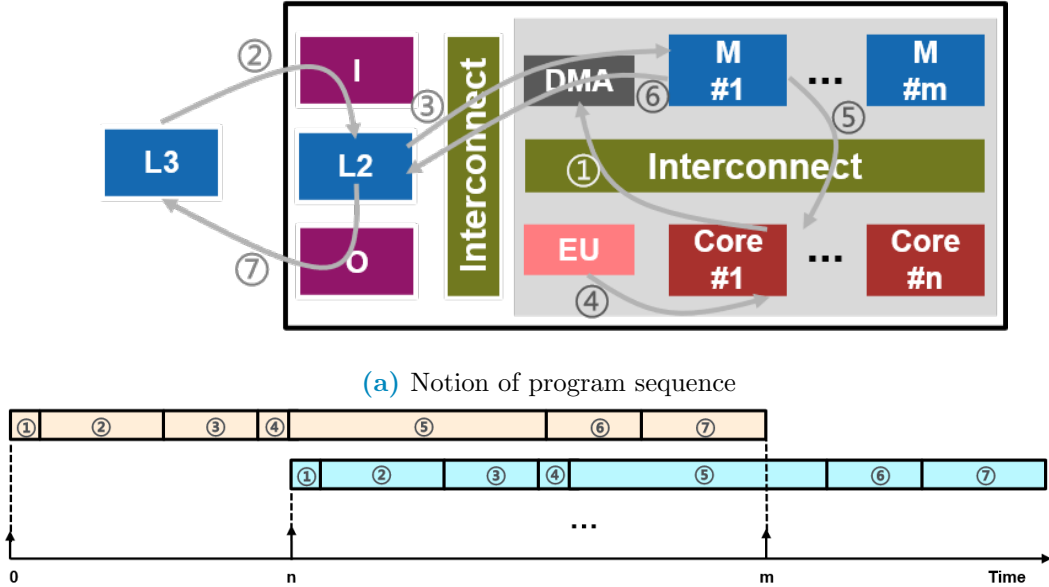 ② I M #1 ... M #m
DMA
③ ⑥ ⑤
L3 L2 Interconnect ① Interconnect
⑦ O EU Core #1 ... Core #n
④
(a) Notion of program sequence
① ② ③ ④ ⑤ ⑥ ⑦
① ② ③ ④ ⑤ ⑥ ⑦
...
0 n m Time